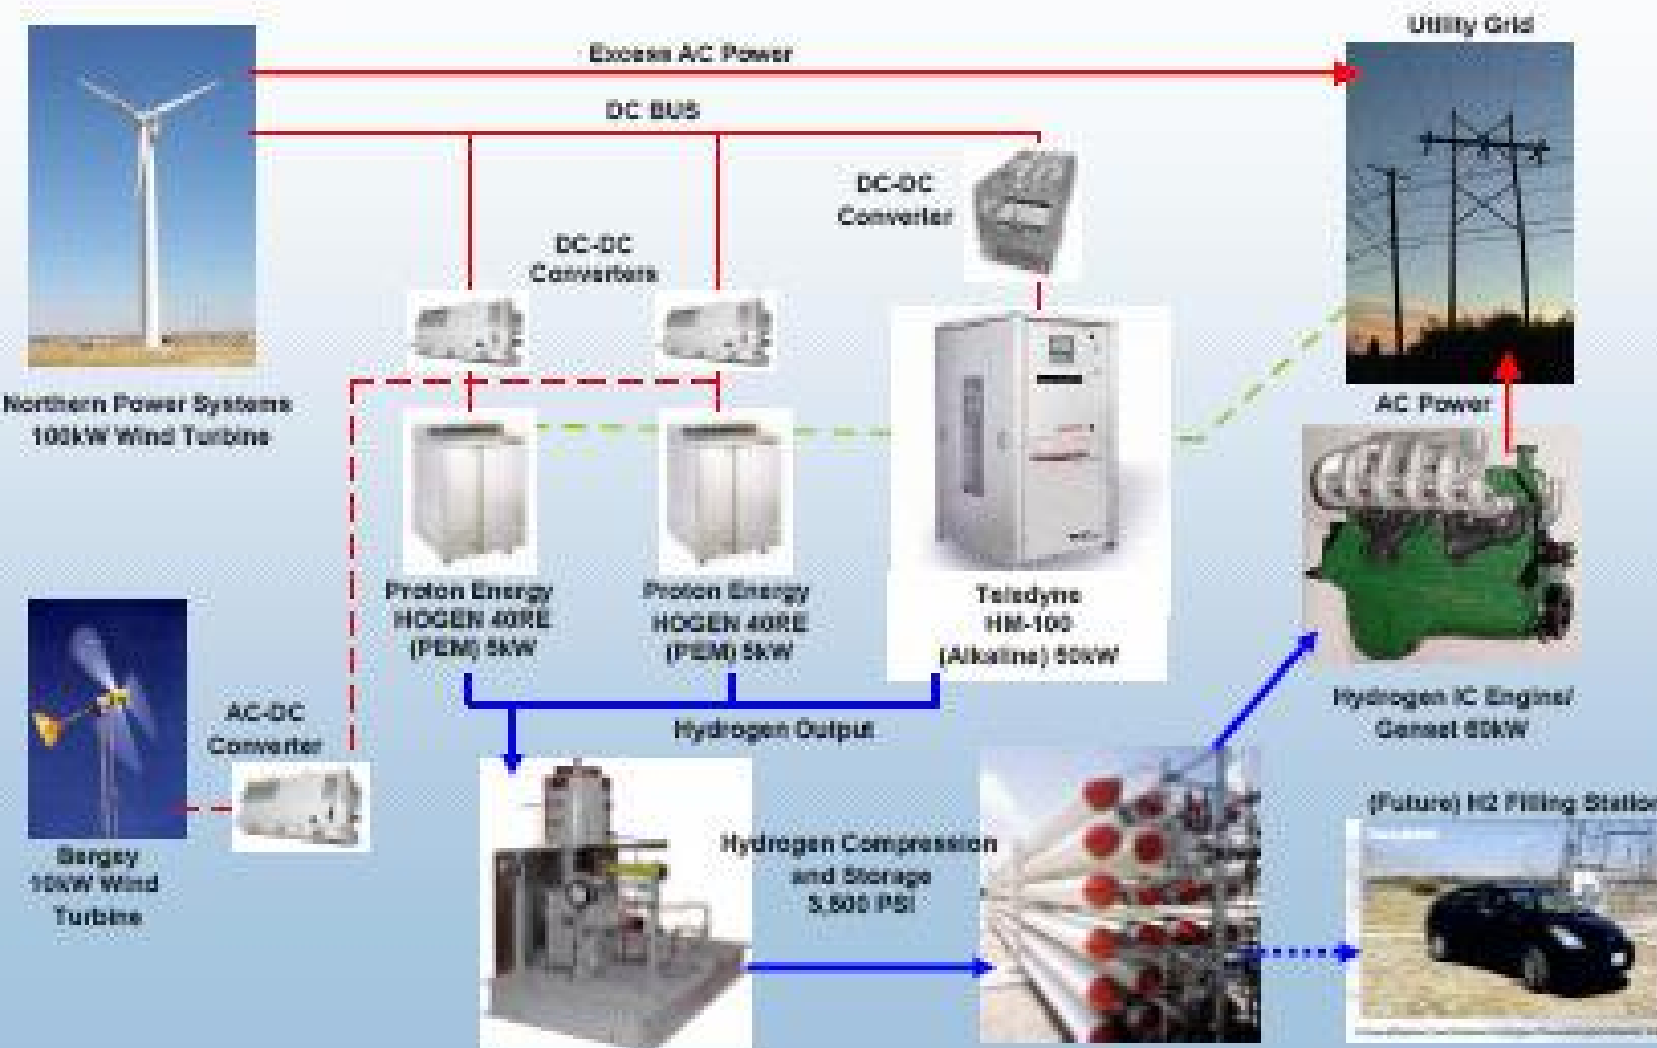 Utility Grid
Excess AC Power
DC BUS
DC-DC
Converter
DC-DC
Converters
Northern Power Systems
100kW Wind Turbine
AC Power
Proton Energy
HOGEN 40RE
(PEM) 5kW
Proton Energy
HOGEN 40RE
(PEM) 5kW
Teledyne
HM-100
(Alkaline) 50kW
Hydrogen IC Engine/
Genset 60kW
AC-DC
Converter
Hydrogen Output
(Future) H2 Filling Station
Bergey
10kW Wind
Turbine
Hydrogen Compression
and Storage
3,500 PSI